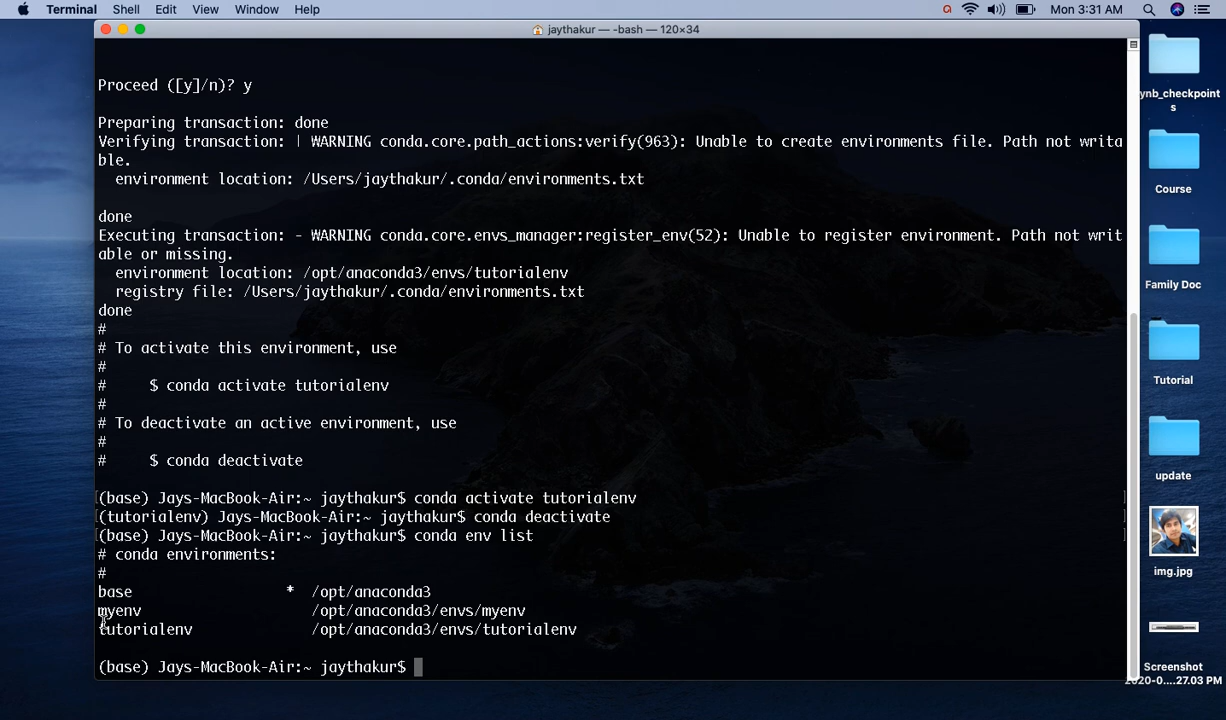 Terminal Shell Edit View Window Help Mon 3:31 AM
jaythakur — -bash — 120×34
Proceed ([y]/n)? y
Preparing transaction: done
Verifying transaction: | WARNING conda.core.path_actions:verify(963): Unable to create environments file. Path not writa
ble.
environment location: /Users/jaythakur/.conda/environments.txt
done
Executing transaction: - WARNING conda.core.envs_manager:register_env(52): Unable to register environment. Path not writ
able or missing.
environment location: /opt/anaconda3/envs/tutorialenv
registry file: /Users/jaythakur/.conda/environments.txt
done
#
# To activate this environment, use
#
#     $ conda activate tutorialenv
#
# To deactivate an active environment, use
#
#     $ conda deactivate
[(base) Jays-MacBook-Air:~ jaythakur$ conda activate tutorialenv ]
[(tutorialenv) Jays-MacBook-Air:~ jaythakur$ conda deactivate ]
[(base) Jays-MacBook-Air:~ jaythakur$ conda env list ]
# conda environments:
#
base * /opt/anaconda3
myenv /opt/anaconda3/envs/myenv
tutorialenv /opt/anaconda3/envs/tutorialenv
(base) Jays-MacBook-Air:~ jaythakur$
ynb_checkpoint
s
Course
Family Doc
Tutorial
update
img.jpg
Screenshot
2020-0....27.03 PM